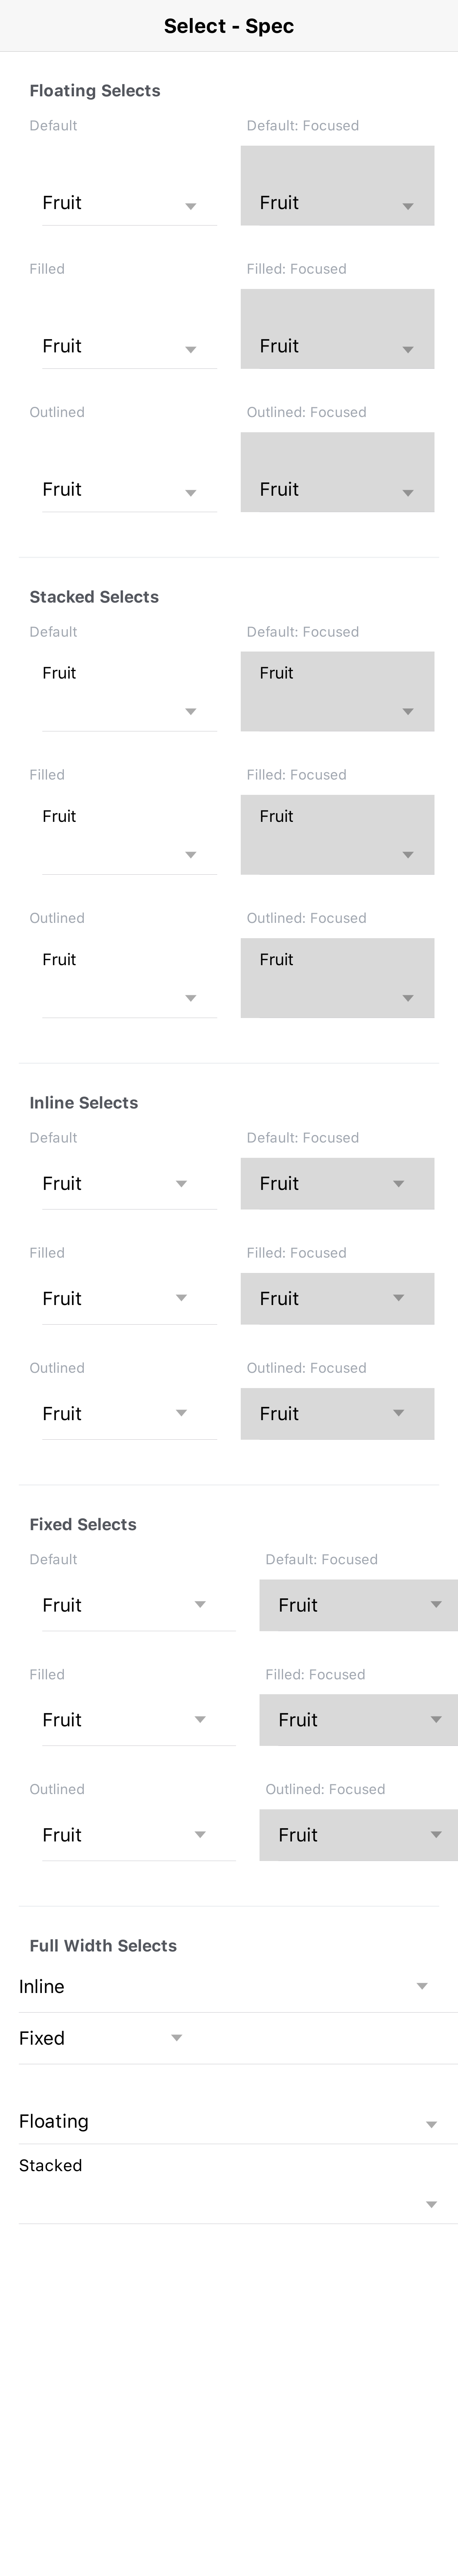 Select - Spec
Floating Selects
Default
Default: Focused
Fruit
Fruit
Filled
Filled: Focused
Fruit
Fruit
Outlined
Outlined: Focused
Fruit
Fruit
Stacked Selects
Default
Default: Focused
Fruit
Fruit
Filled
Filled: Focused
Fruit
Fruit
Outlined
Outlined: Focused
Fruit
Fruit
Inline Selects
Default
Default: Focused
Fruit
Fruit
Filled
Filled: Focused
Fruit
Fruit
Outlined
Outlined: Focused
Fruit
Fruit
Fixed Selects
Default
Default: Focused
Fruit
Fruit
Filled
Filled: Focused
Fruit
Fruit
Outlined
Outlined: Focused
Fruit
Fruit
Full Width Selects
Inline
Fixed
Floating
Stacked